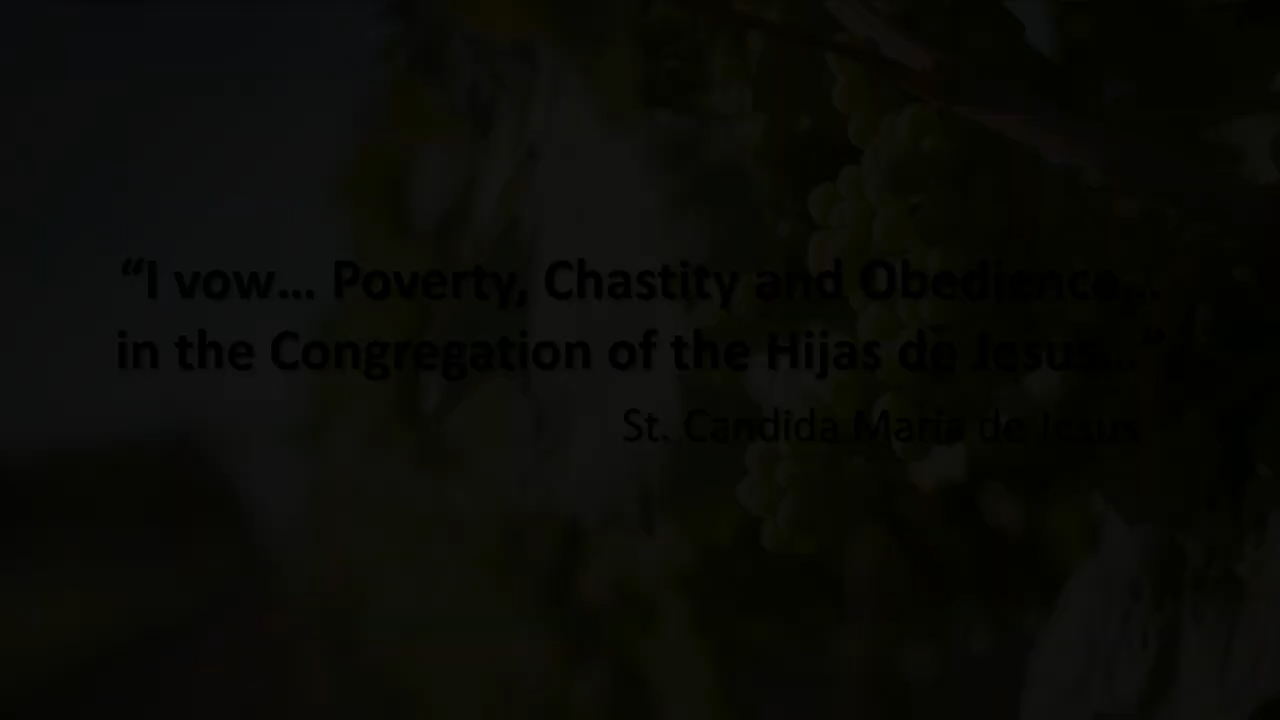 “I vow... Poverty, Chastity and Obedience...
in the Congregation of the Hijas de Jesus...”
St. Candida Maria de Jesus